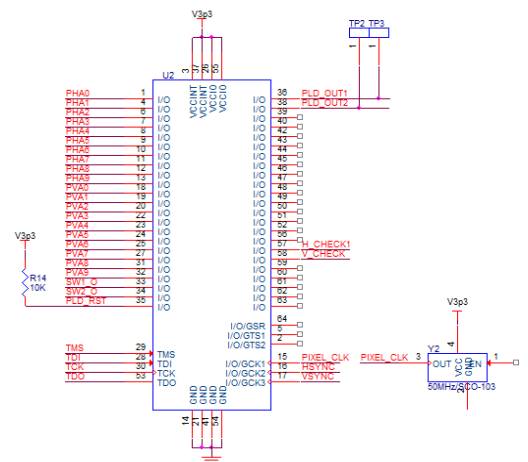 V3p3
TP2 TP3
U2
3 37 26 55
VCCINT VCCINT VCCIO VCCIO
1 1
PHA0 1 I/O I/O 36 PLD_OUT1
PHA1 4 I/O I/O 38 PLD_OUT2
PHA2 6 I/O I/O 39
PHA3 7 I/O I/O 40
PHA4 8 I/O I/O 42
PHA5 9 I/O I/O 43
PHA6 10 I/O I/O 44
PHA7 11 I/O I/O 45
PHA8 12 I/O I/O 46
PHA9 13 I/O I/O 47
PVA0 18 I/O I/O 48
PVA1 19 I/O I/O 49
PVA2 20 I/O I/O 50
PVA3 22 I/O I/O 51
PVA4 23 I/O I/O 52
PVA5 24 I/O I/O 56
PVA6 25 I/O I/O 57 H_CHECK1
PVA7 27 I/O I/O 58 V_CHECK
PVA8 31 I/O I/O 59
PVA9 32 I/O I/O 60
SW1_O 33 I/O I/O 61
SW2_O 34 I/O I/O 62
PLD_RST 35 I/O I/O 63
V3p3
R14
10K
I/O/GSR 64
I/O/GTS1 5
I/O/GTS2 2
TMS 29 TMS
TDI 28 TDI I/O/GCK1 15 PIXEL_CLK
TCK 30 TCK I/O/GCK2 16 HSYNC
TDO 53 TDO I/O/GCK3 17 VSYNC
GND GND GND GND
14 21 41 54
V3p3
4
Y2
PIXEL_CLK 3 OUT VCC GND EN 1
2
50MHz/SCO-103